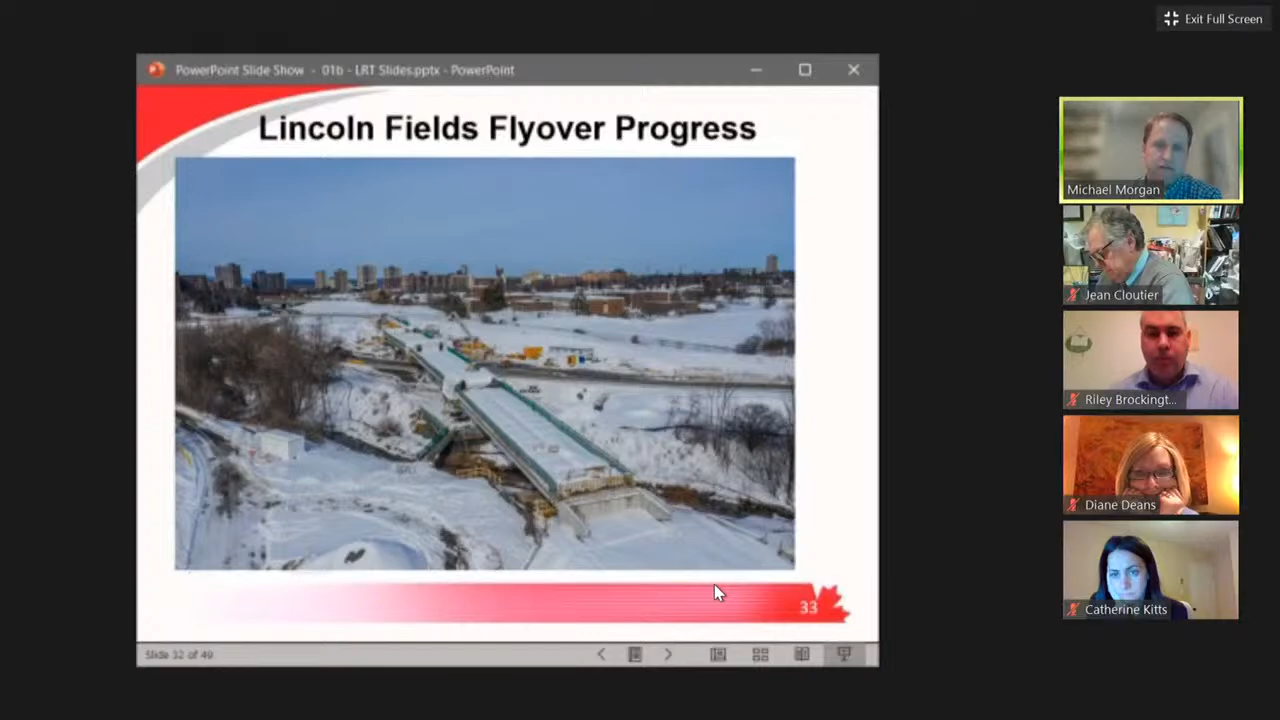 Exit Full Screen
PowerPoint Slide Show - 01b - LRT Slides.pptx - PowerPoint
Lincoln Fields Flyover Progress
33
Slide 32 of 49
Michael Morgan
Jean Cloutier
Riley Brockingt...
Diane Deans
Catherine Kitts